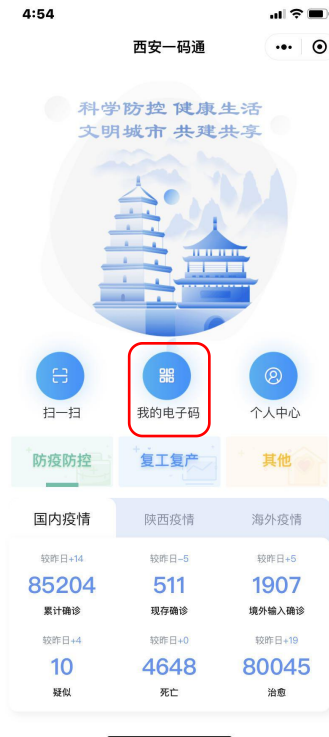 4:54
西安一码通
科学防控 健康生活
文明城市 共建共享
扫一扫 我的电子码 个人中心
防疫防控 复工复产 其他
国内疫情 陕西疫情 海外疫情
较昨日+14 较昨日-5 较昨日+5
85204 511 1907
累计确诊 现存确诊 境外输入确诊
较昨日+4 较昨日+0 较昨日+19
10 4648 80045
疑似 死亡 治愈